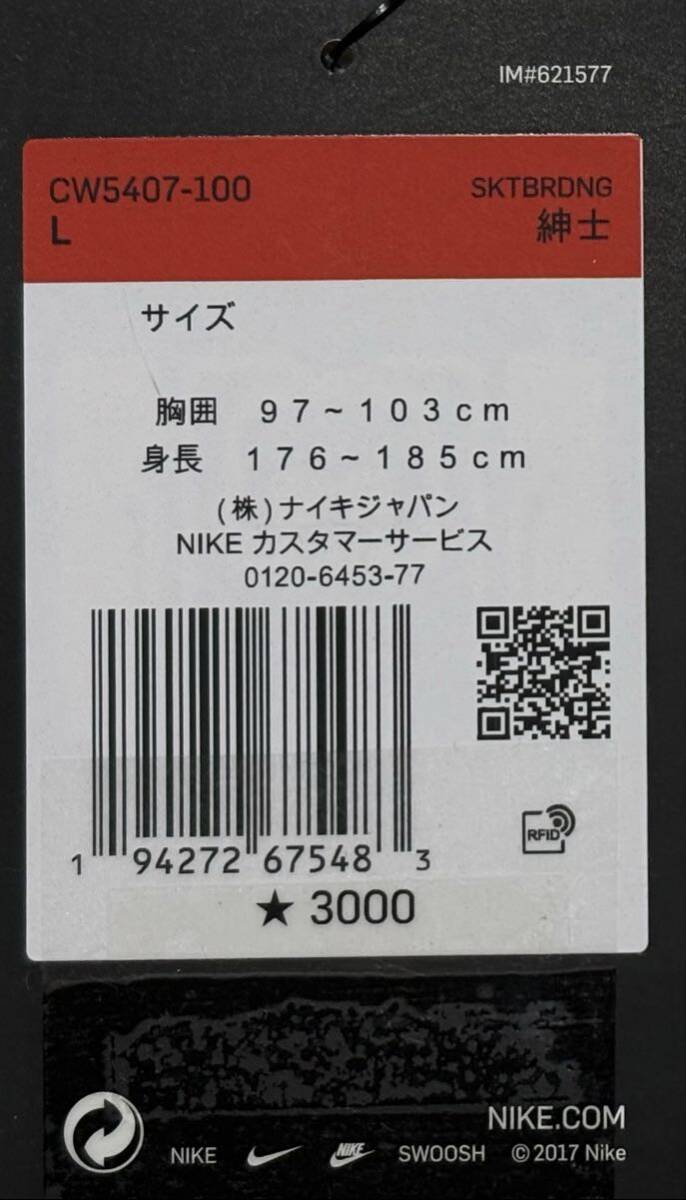 IM#621577
CW5407-100 SKTBRDNG
L 紳士
サイズ
胸囲 97~103cm
身長 176~185cm
(株)ナイキジャパン
NIKE カスタマーサービス
0120-6453-77
RFID
1 94272 67548 3
★ 3000
NIKE.COM
NIKE NIKE SWOOSH ©2017 Nike